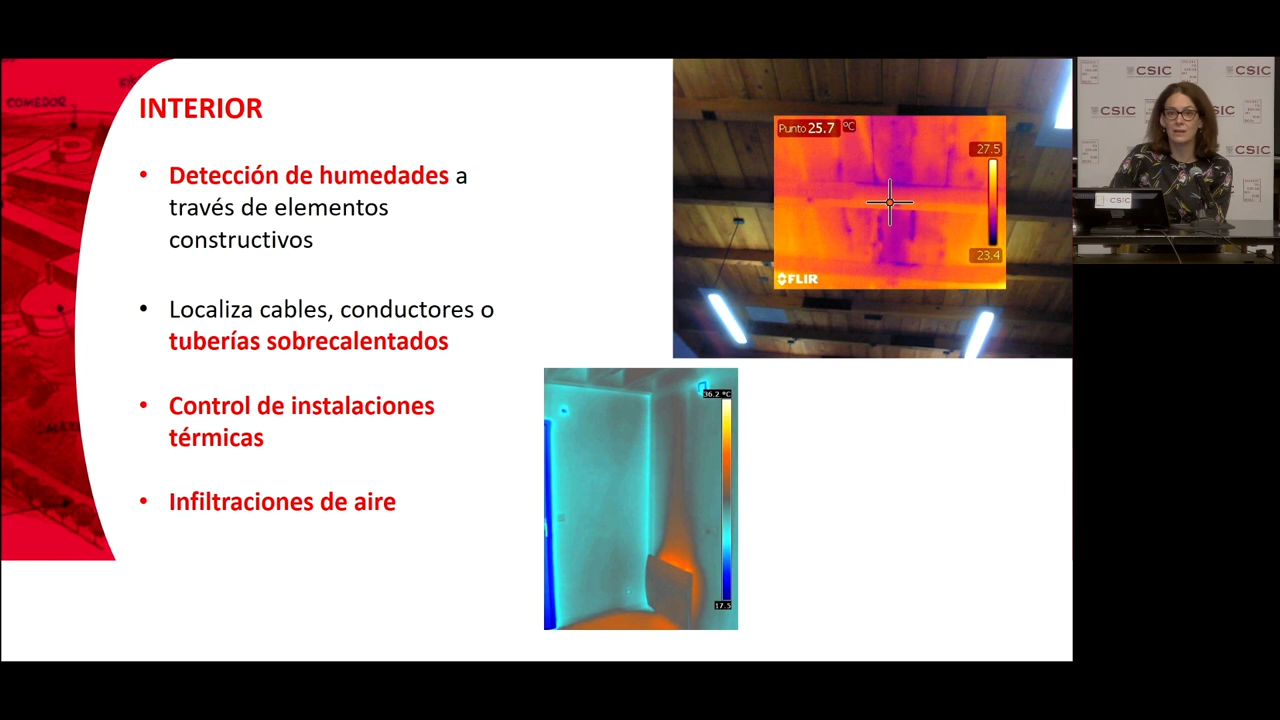 COMEDOR
INTERIOR
• Detección de humedades a
través de elementos
constructivos
• Localiza cables, conductores o
tuberías sobrecalentados
• Control de instalaciones
térmicas
• Infiltraciones de aire
Punto 25.7 ºC
27.5
23.4
FLIR
36.2 ºC
17.5
CSIC
CSIC
CSIC
CSIC
CSIC
CSIC